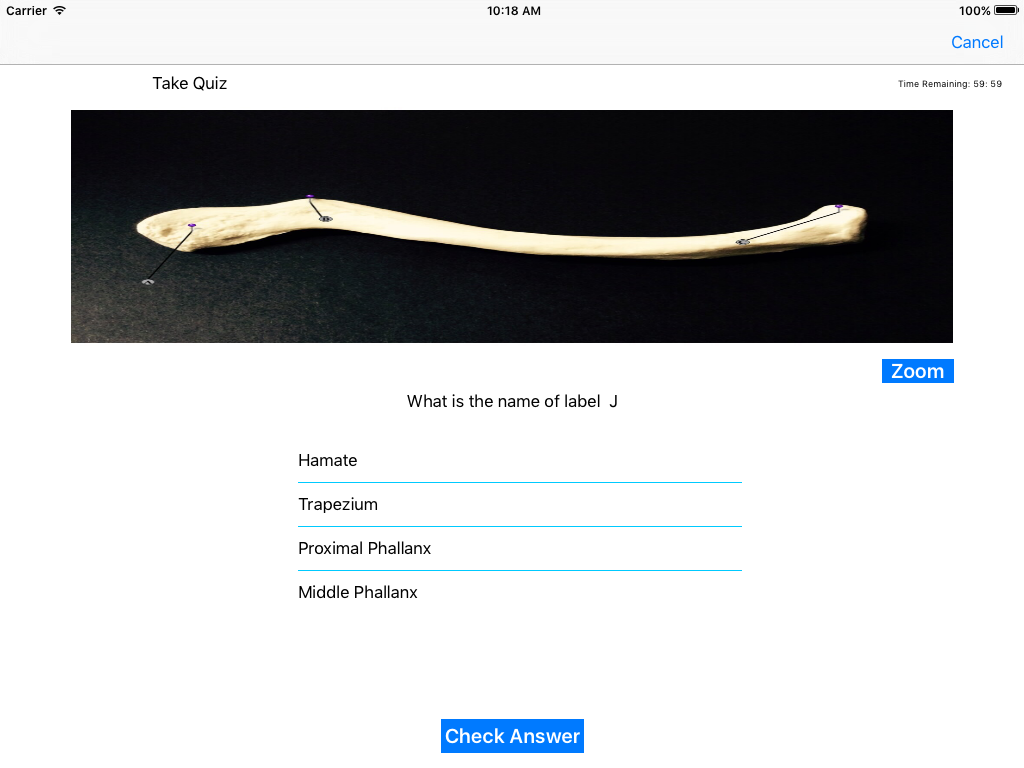 Carrier 10:18 AM 100%
Cancel
Take Quiz
Time Remaining: 59: 59
Zoom
What is the name of label J
Hamate
Trapezium
Proximal Phallanx
Middle Phallanx
Check Answer